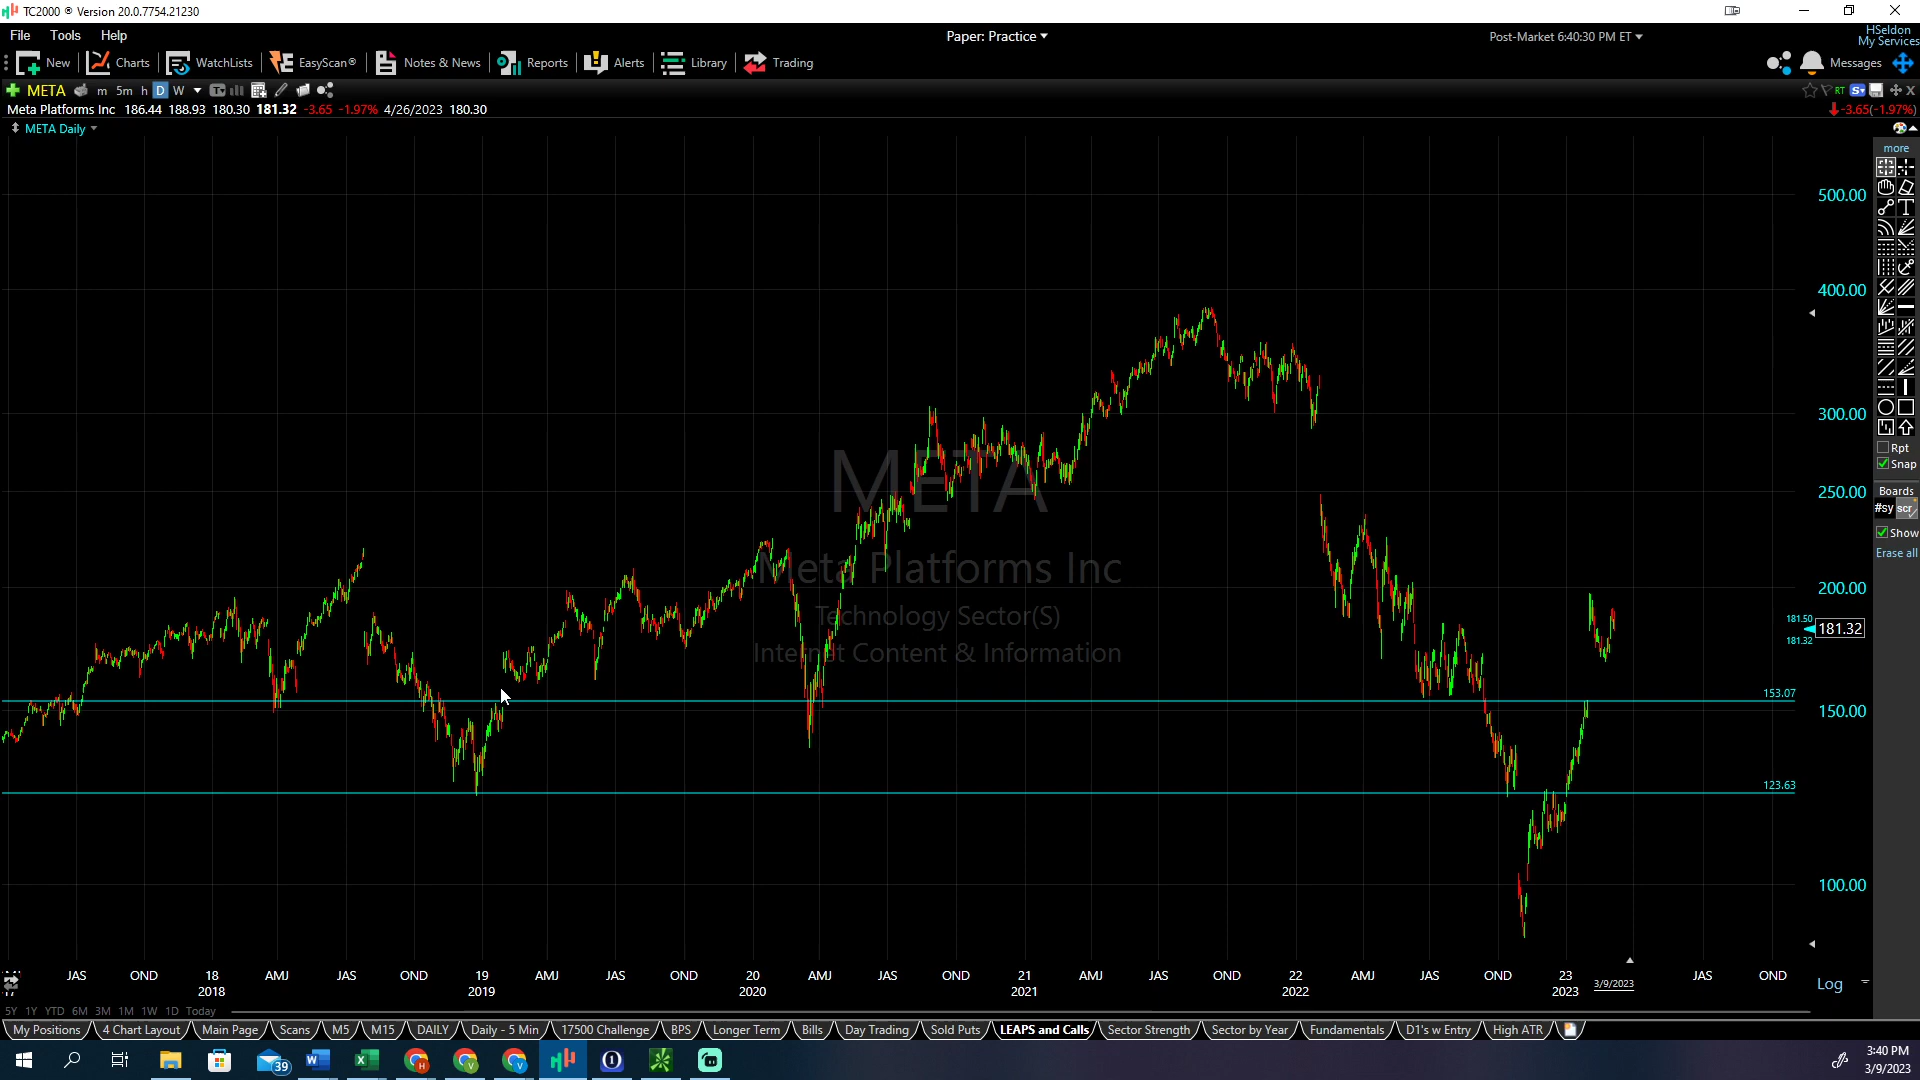 TC2000 ® Version 20.0.7754.21230
File Tools Help
Paper: Practice
Post-Market 6:40:30 PM ET
HSeldon
My Services
New Charts WatchLists EasyScan® Notes & News Reports Alerts Library Trading Messages
META m 5m h D W RT S
Meta Platforms Inc 186.44 188.93 180.30 181.32 -3.65 -1.97% 4/26/2023 180.30
-3.65(-1.97%)
META Daily
more
500.00
400.00
300.00
250.00
200.00
181.50
181.32
181.32
153.07
150.00
123.63
100.00
META
Meta Platforms Inc
Technology Sector(S)
Internet Content & Information
Rpt
Snap
Boards
#sy scr
Show
Erase all
JAS OND 18 AMJ JAS OND 19 AMJ JAS OND 20 AMJ JAS OND 21 AMJ JAS OND 22 AMJ JAS OND 23 JAS OND
2018 2019 2020 2021 2022 2023 3/9/2023
Log
5Y 1Y YTD 6M 3M 1M 1W 1D Today
My Positions 4 Chart Layout Main Page Scans M5 M15 DAILY Daily - 5 Min 17500 Challenge BPS Longer Term Bills Day Trading Sold Puts LEAPS and Calls Sector Strength Sector by Year Fundamentals D1's w Entry High ATR
39
3:40 PM
3/9/2023